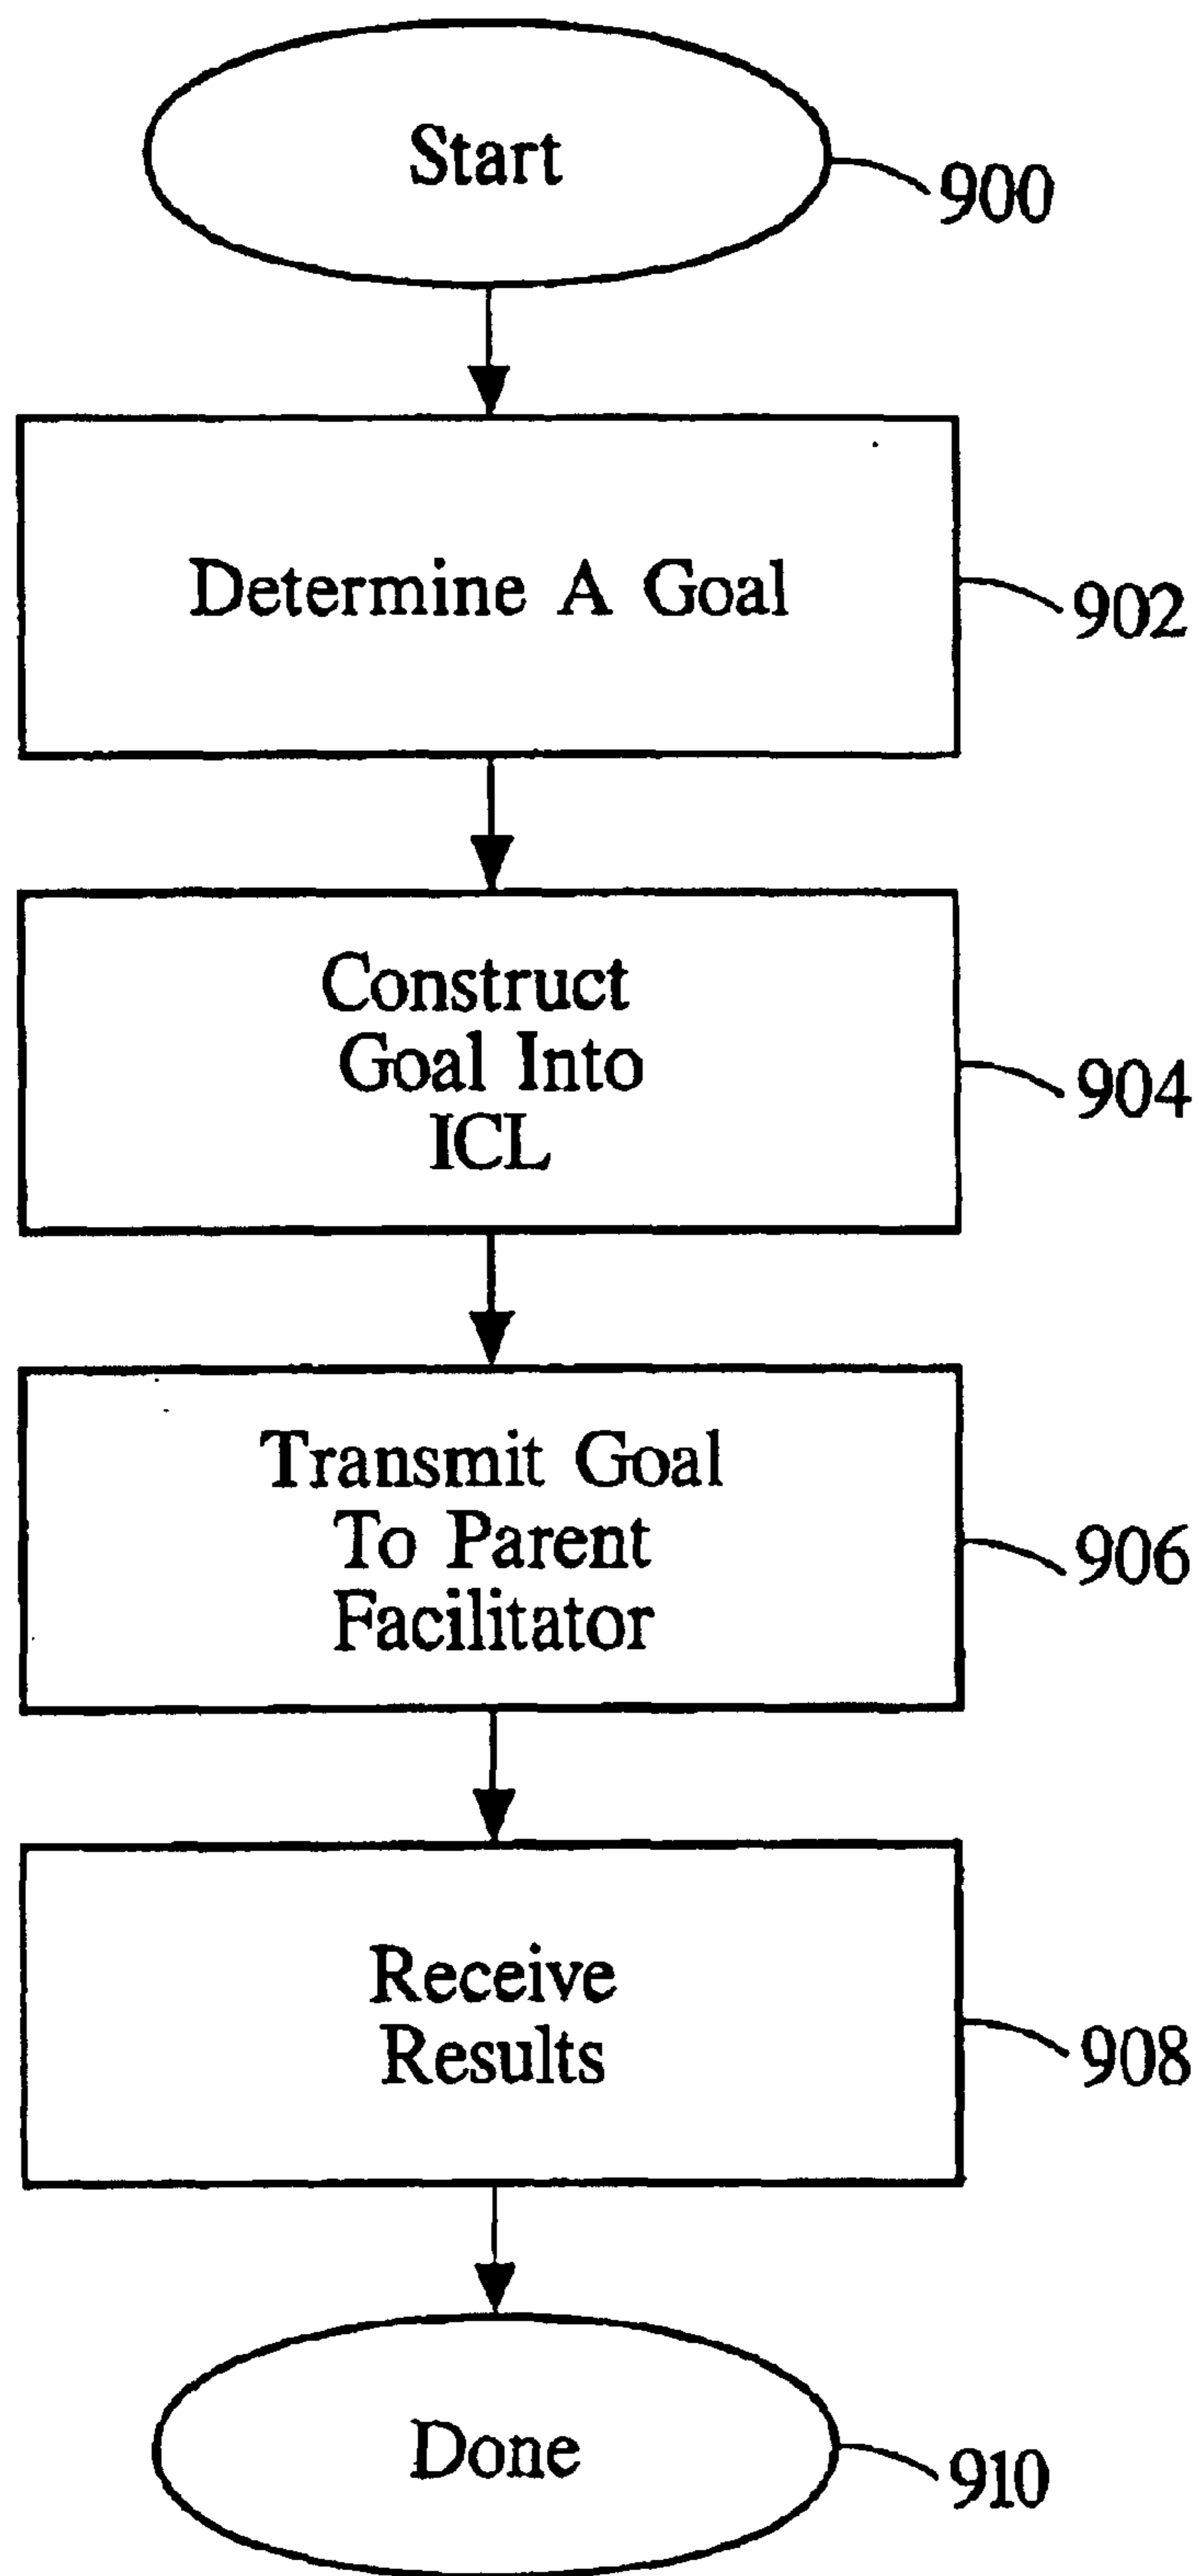 Start
900
Determine A Goal
902
Construct
Goal Into
ICL
904
Transmit Goal
To Parent
Facilitator
906
Receive
Results
908
Done
910